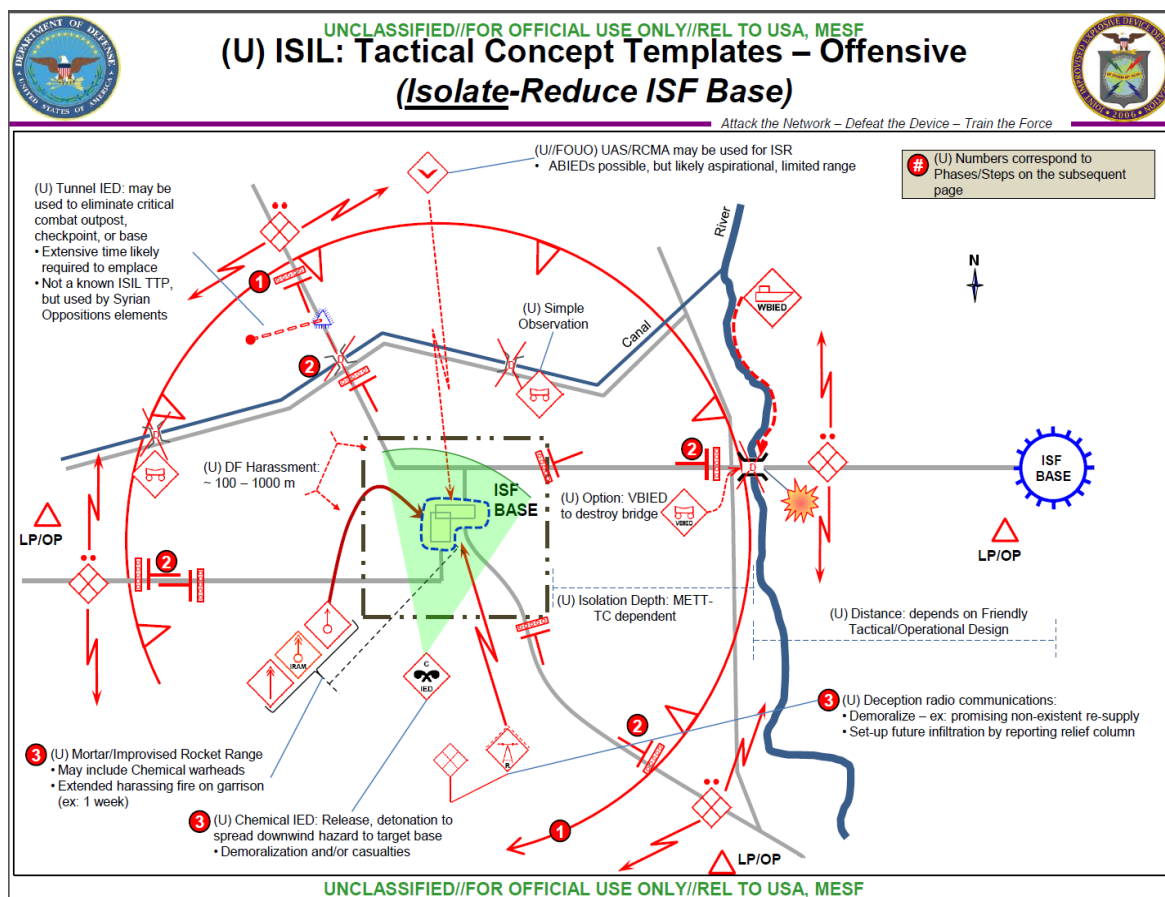 UNCLASSIFIED//FOR OFFICIAL USE ONLY//REL TO USA, MESF
(U) ISIL: Tactical Concept Templates – Offensive
(Isolate-Reduce ISF Base)
DEPARTMENT OF DEFENSE
UNITED STATES OF AMERICA
2006
Attack the Network – Defeat the Device – Train the Force
(U//FOUO) UAS/RCMA may be used for ISR
• ABIEDs possible, but likely aspirational, limited range
#
(U) Numbers correspond to
Phases/Steps on the subsequent
page
(U) Tunnel IED: may be
used to eliminate critical
combat outpost,
checkpoint, or base
• Extensive time likely
required to emplace
• Not a known ISIL TTP,
but used by Syrian
Oppositions elements
1
River
N
WBIED
(U) Simple
Observation
Canal
2
D
D
D
(U) DF Harassment:
~ 100 – 1000 m
ISF
BASE
2
D
ISF
BASE
(U) Option: VBIED
to destroy bridge
VBIED
LP/OP
LP/OP
2
(U) Isolation Depth: METT-
TC dependent
(U) Distance: depends on Friendly
Tactical/Operational Design
IRAM
C
IED
R
2
3
(U) Deception radio communications:
• Demoralize – ex: promising non-existent re-supply
• Set-up future infiltration by reporting relief column
3
(U) Mortar/Improvised Rocket Range
• May include Chemical warheads
• Extended harassing fire on garrison
(ex: 1 week)
3
(U) Chemical IED: Release, detonation to
spread downwind hazard to target base
• Demoralization and/or casualties
1
LP/OP
UNCLASSIFIED//FOR OFFICIAL USE ONLY//REL TO USA, MESF